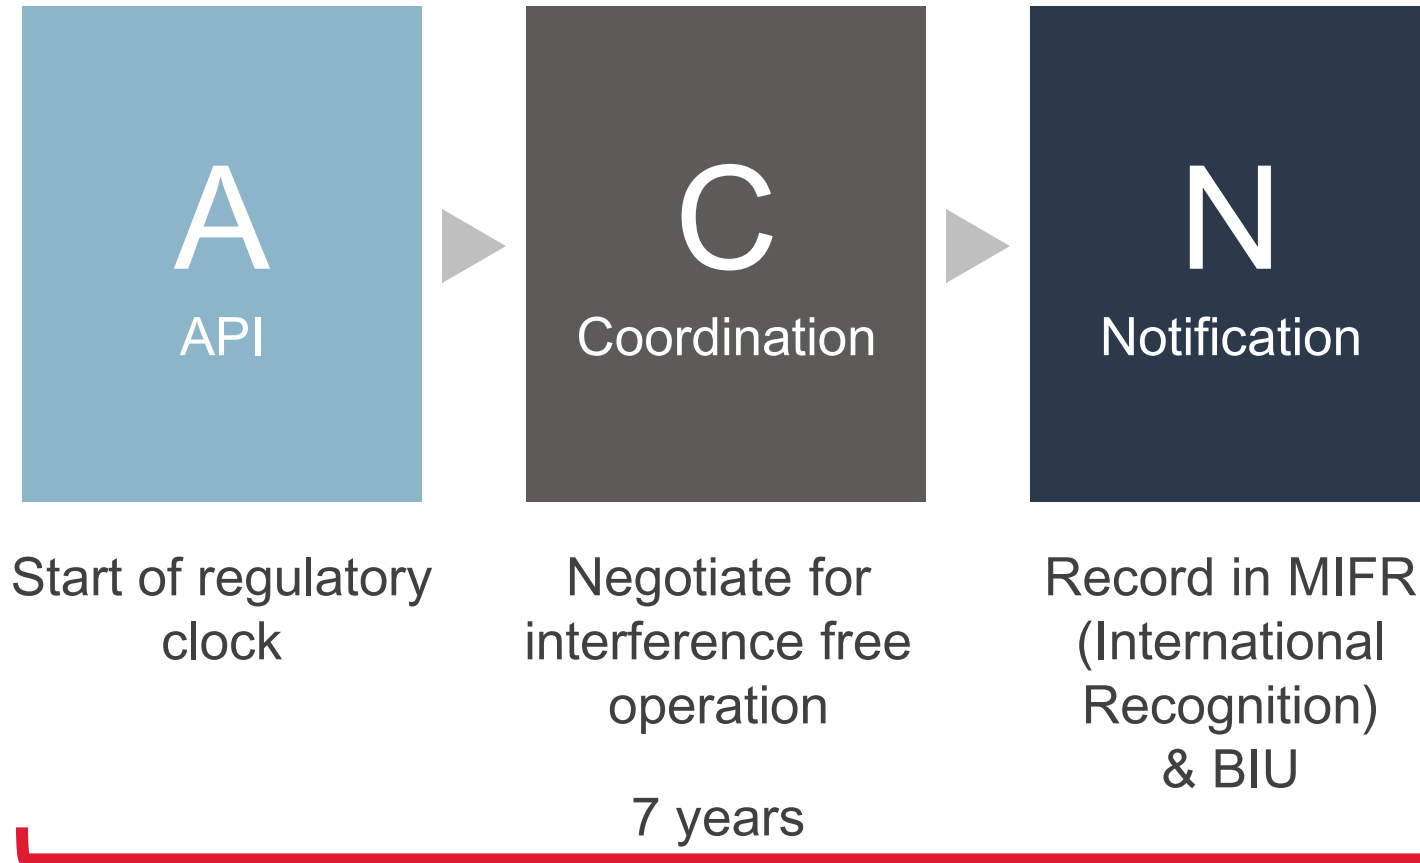 A
API
Start of regulatory
clock
C
Coordination
Negotiate for
interference free
operation
N
Notification
Record in MIFR
(International
Recognition)
& BIU
7 years